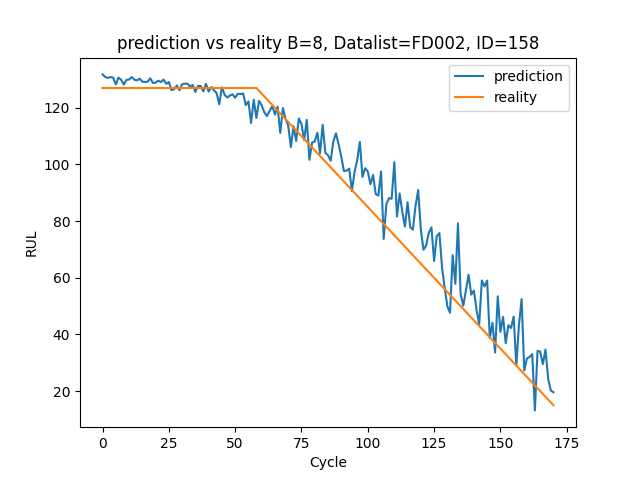 prediction vs reality B=8, Datalist=FD002, ID=158
prediction
reality
RUL
120
100
80
60
40
20
0 25 50 75 100 125 150 175
Cycle